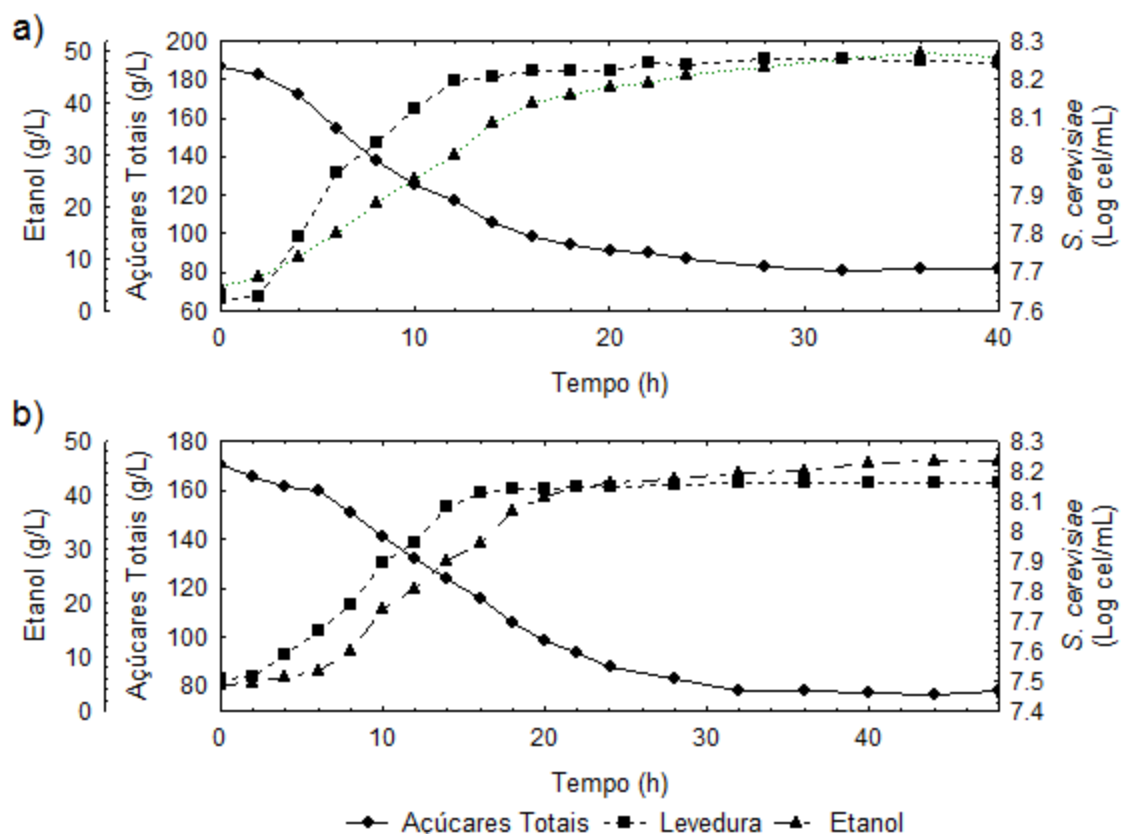 a)
Etanol (g/L)
50
40
30
20
10
0
Açúcares Totais (g/L)
200
180
160
140
120
100
80
60
8.3
8.2
8.1
8
7.9
7.8
7.7
7.6
S. cerevisiae
(Log cel/mL)
0 10 20 30 40
Tempo (h)
b)
Etanol (g/L)
50
40
30
20
10
0
Açúcares Totais (g/L)
180
160
140
120
100
80
8.3
8.2
8.1
8
7.9
7.8
7.7
7.6
7.5
7.4
S. cerevisiae
(Log cel/mL)
0 10 20 30 40
Tempo (h)
Açúcares Totais Levedura Etanol